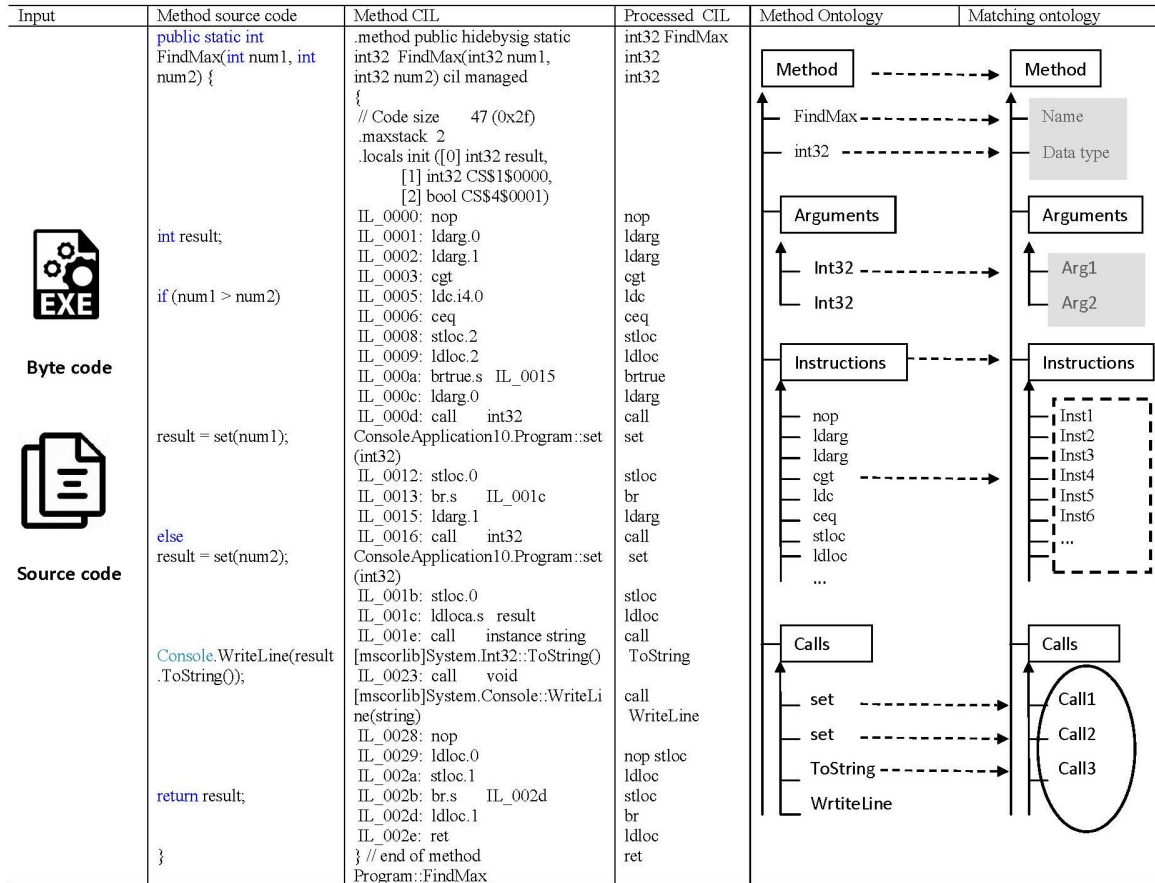 Input
Method source code
Method CIL
Processed CIL
Method Ontology
Matching ontology
EXE
Byte code
Source code
public static int
FindMax(int num1, int
num2) {
int result;
if (num1 > num2)
result = set(num1);
else
result = set(num2);
Console.WriteLine(result
.ToString());
return result;
}
.method public hidebysig static
int32 FindMax(int32 num1,
int32 num2) cil managed
{
// Code size 47 (0x2f)
.maxstack 2
.locals init ([0] int32 result,
[1] int32 CS$1$0000,
[2] bool CS$4$0001)
IL_0000: nop
IL_0001: ldarg.0
IL_0002: ldarg.1
IL_0003: cgt
IL_0005: ldc.i4.0
IL_0006: ceq
IL_0008: stloc.2
IL_0009: ldloc.2
IL_000a: brtrue.s IL_0015
IL_000c: ldarg.0
IL_000d: call int32
ConsoleApplication10.Program::set
(int32)
IL_0012: stloc.0
IL_0013: br.s IL_001c
IL_0015: ldarg.1
IL_0016: call int32
ConsoleApplication10.Program::set
(int32)
IL_001b: stloc.0
IL_001c: ldloca.s result
IL_001e: call instance string
[mscorlib]System.Int32::ToString()
IL_0023: call void
[mscorlib]System.Console::WriteLi
ne(string)
IL_0028: nop
IL_0029: ldloc.0
IL_002a: stloc.1
IL_002b: br.s IL_002d
IL_002d: ldloc.1
IL_002e: ret
} // end of method
Program::FindMax
int32 FindMax
int32
int32
nop
ldarg
ldarg
cgt
ldc
ceq
stloc
ldloc
brtrue
ldarg
call
set
stloc
br
ldarg
call
set
stloc
ldloc
call
ToString
call
WriteLine
nop stloc
ldloc
stloc
br
ldloc
ret
Method
FindMax
int32
Arguments
Int32
Int32
Instructions
nop
ldarg
ldarg
cgt
ldc
ceq
stloc
ldloc
...
Calls
set
set
ToString
WrtiteLine
Method
Name
Data type
Arguments
Arg1
Arg2
Instructions
Inst1
Inst2
Inst3
Inst4
Inst5
Inst6
...
Calls
Call1
Call2
Call3